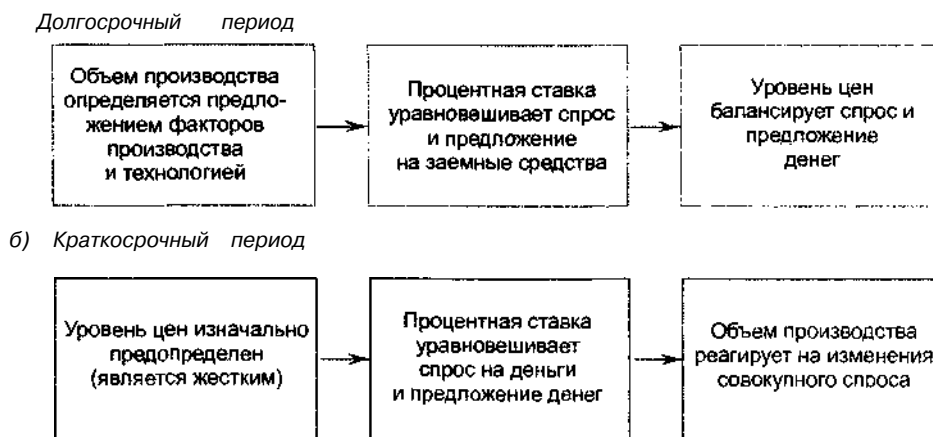 Долгосрочный период
Объем производства
определяется предло-
жением факторов
производства
и технологией
Процентная ставка
уравновешивает спрос
и предложение
на заемные средства
Уровень цен
балансирует спрос и
предложение
денег
б) Краткосрочный период
Уровень цен изначально
предопределен
(является жестким)
Процентная ставка
уравновешивает
спрос на деньги
и предложение денег
Объем производства
реагирует на изменения
совокупного спроса